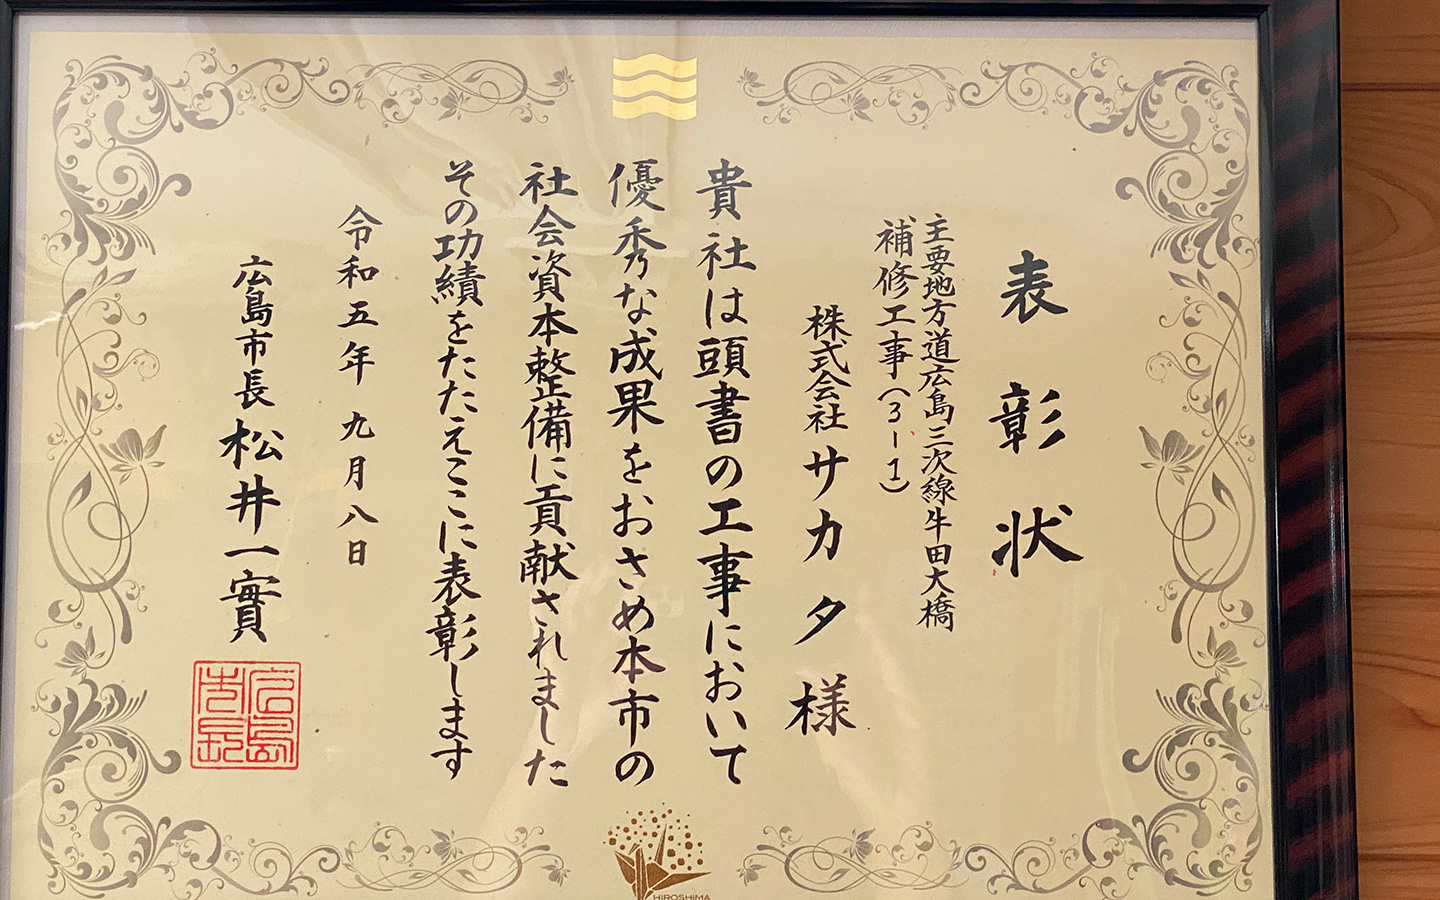 表彰状
主要地方道広島三次線牛田大橋
補修工事(3-1)
株式会社サカタ様
貴社は頭書の工事において
優秀な成果をおさめ本市の
社会資本整備に貢献されました
その功績をたたえここに表彰します
令和五年九月八日
広島市長松井一實
広島市長
HIROSHIMA